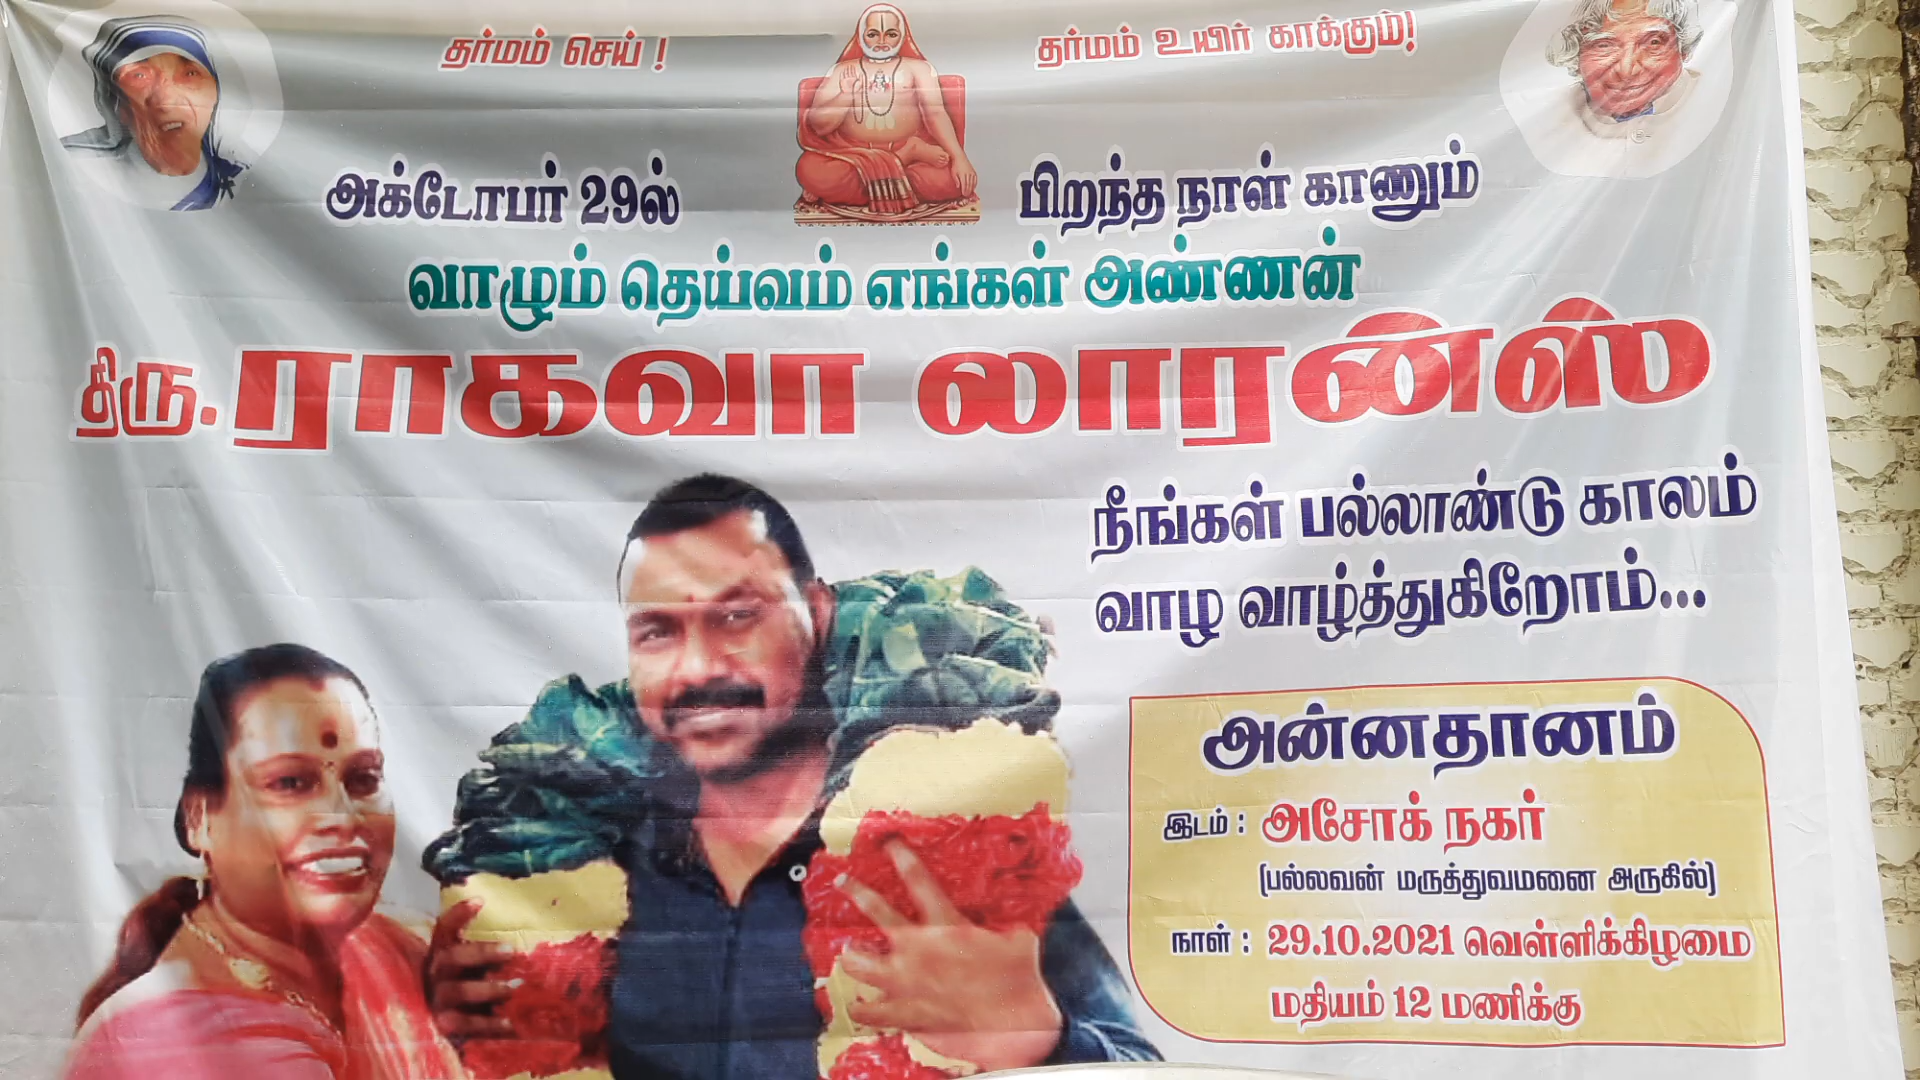 தர்மம் செய் !
தர்மம் உயிர் காக்கும்!
அக்டோபர் 29ல்
பிறந்த நாள் காணும்
வாழும் தெய்வம் எங்கள் அண்ணன்
திரு. ராகவா லாரன்ஸ்
நீங்கள் பல்லாண்டு காலம்
வாழ வாழ்த்துகிறோம்...
அன்னதானம்
இடம் : அசோக் நகர்
(பல்லவன் மருத்துவமனை அருகில்)
நாள் : 29.10.2021 வெள்ளிக்கிழமை
மதியம் 12 மணிக்கு